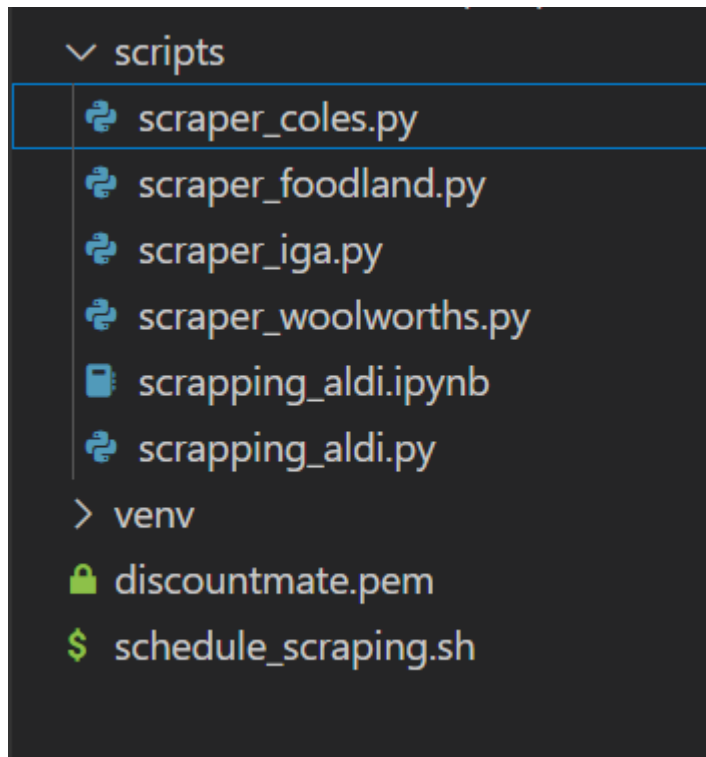 scripts
scraper_coles.py
scraper_foodland.py
scraper_iga.py
scraper_woolworths.py
scrapping_aldi.ipynb
scrapping_aldi.py
venv
discountmate.pem
$ schedule_scraping.sh